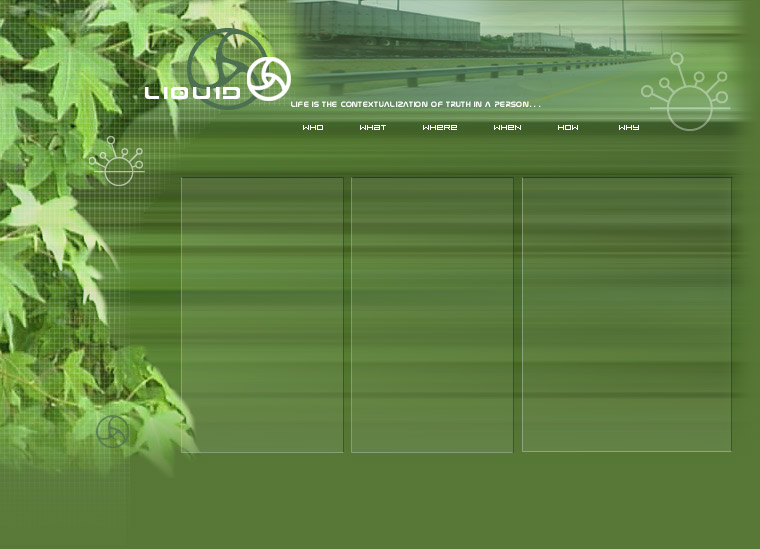 LIQUID
LIFE IS THE CONTEXTUALIZATION OF TRUTH IN A PERSON...
WHO WHAT WHERE WHEN HOW WHY